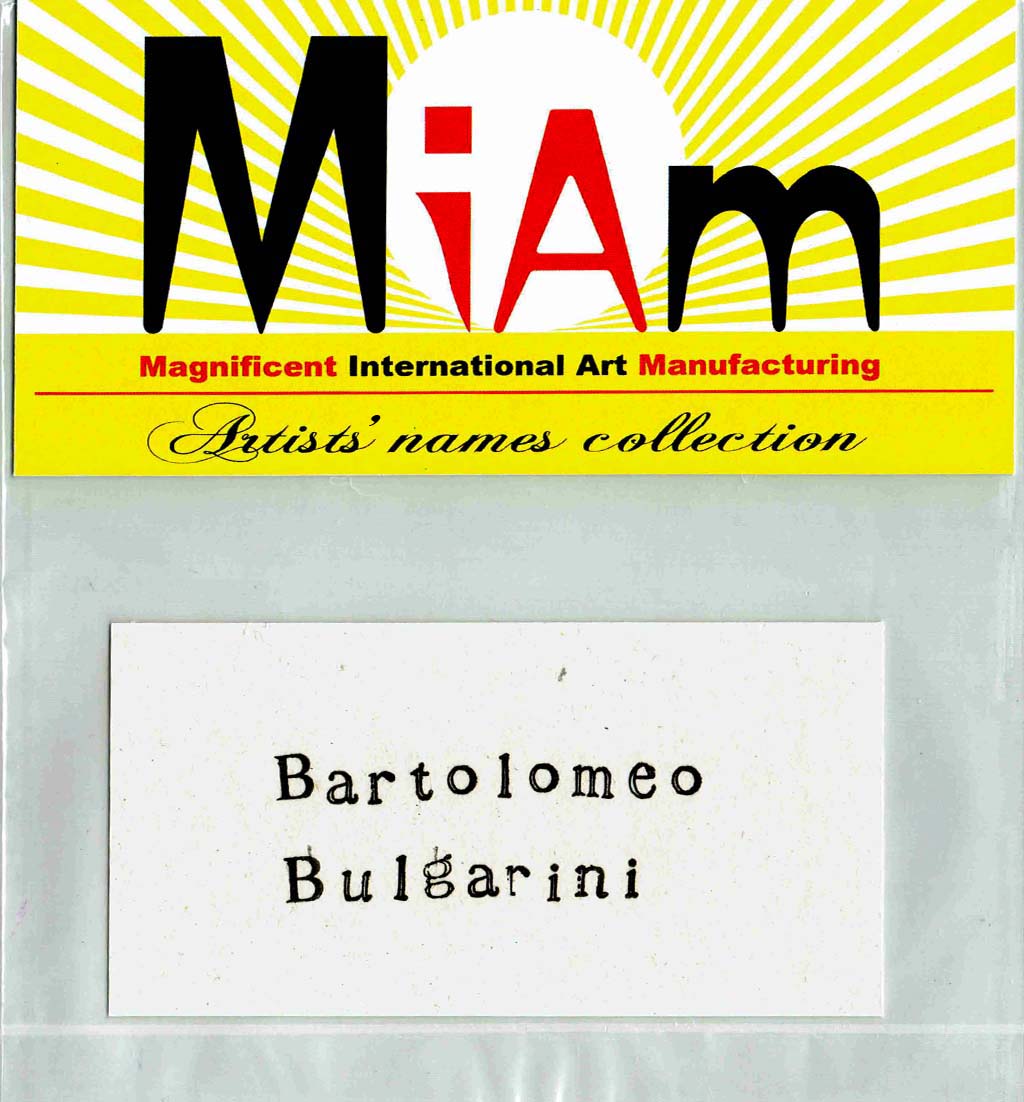 MiAm
Magnificent International Art Manufacturing
Artists' names collection
Bartolomeo
Bulgarini